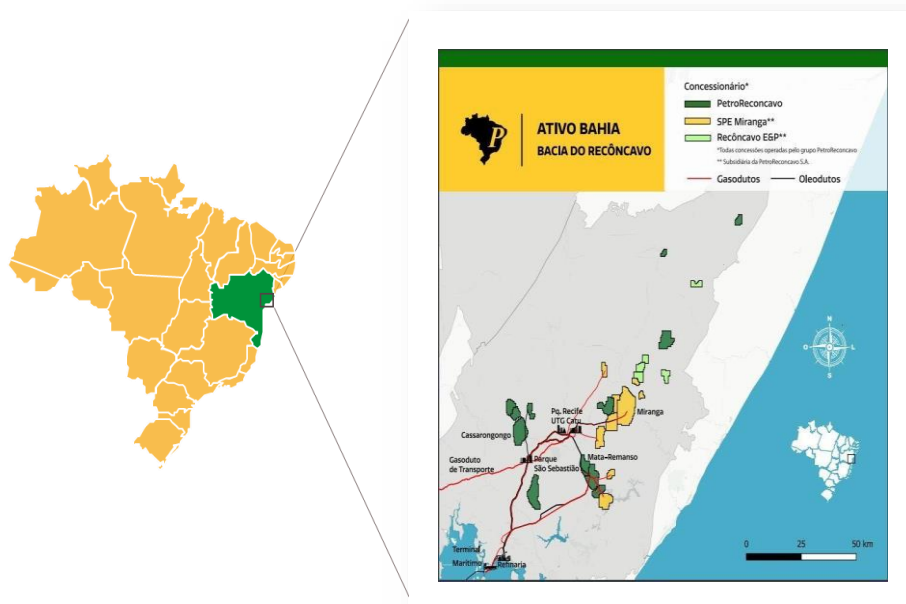 P
ATIVO BAHIA
BACIA DO RECÔNCAVO
Concessionário*
PetroReconcavo
SPE Miranga**
Recôncavo E&P**
*Todas concessões operadas pelo grupo PetroReconcavo
** Subsidiária da PetroReconcavo S.A.
Gasodutos
Oleodutos
N
O
L
S
Pq. Recife
UTG Catu
Miranga
Cassarongongo
Gasoduto
de Transporte
Parque
São Sebastião
Mata-Remanso
Terminal
Marítimo
Refinaria
0 25 50 km